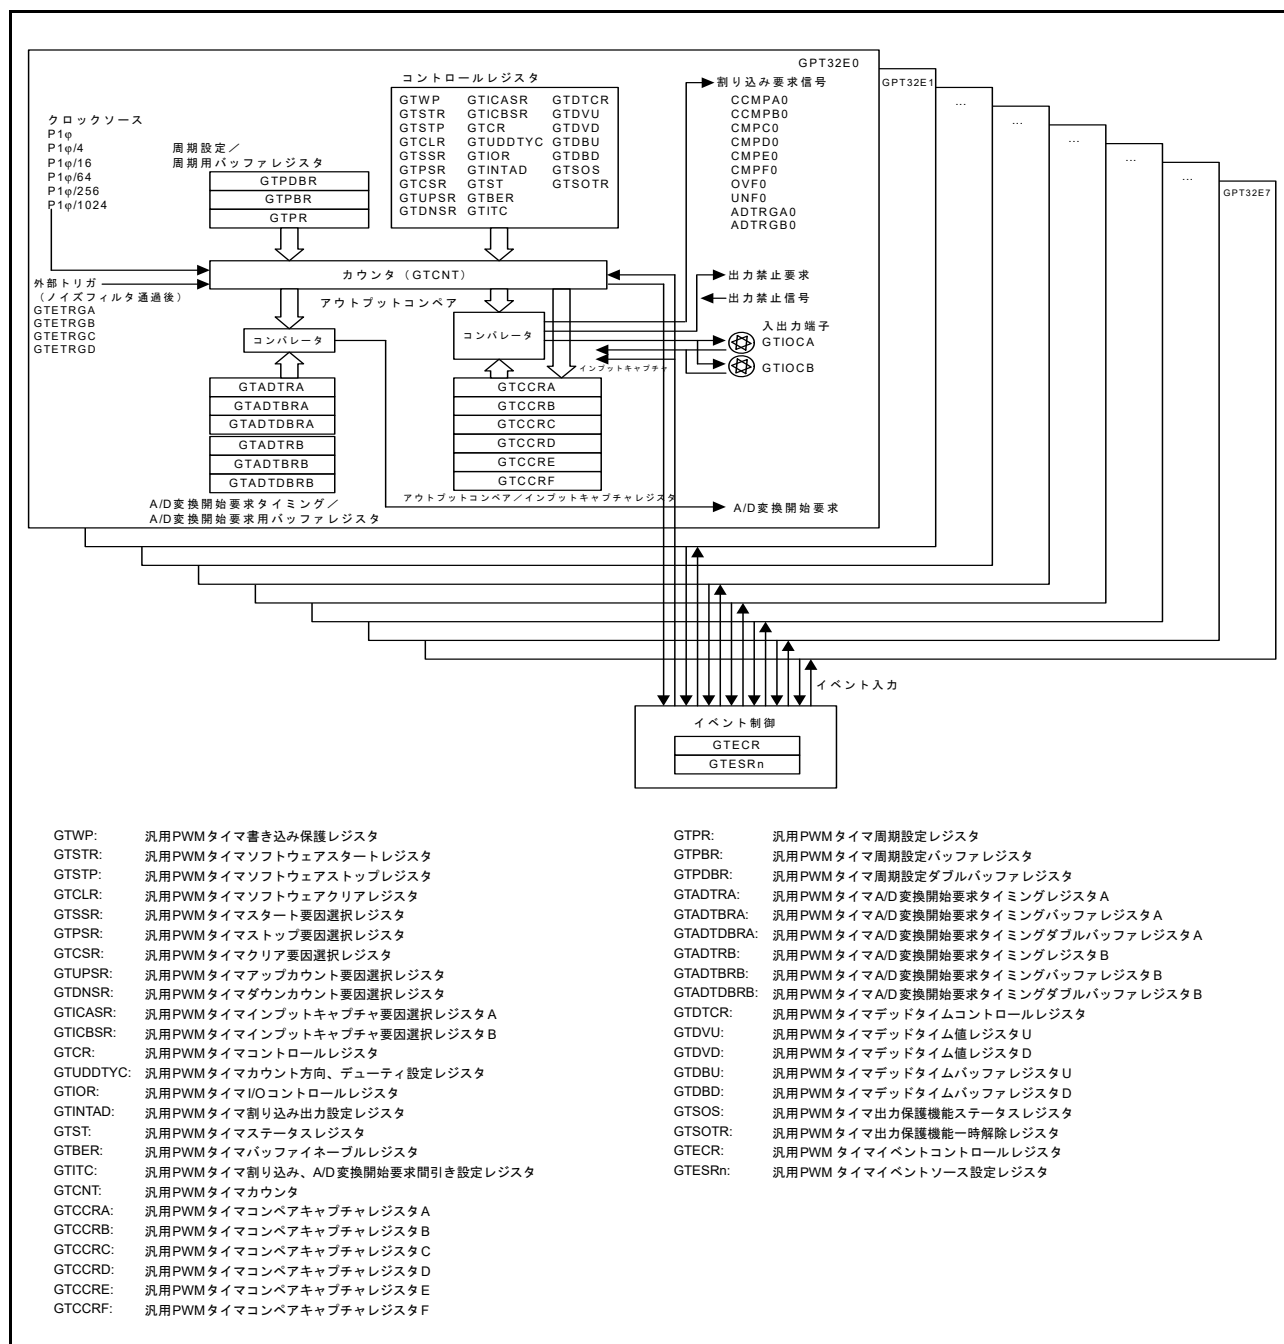 GPT32E0
GPT32E1
...
...
...
...
...
GPT32E7
クロックソース
P1φ
P1φ/4
P1φ/16
P1φ/64
P1φ/256
P1φ/1024
周期設定／
周期用バッファレジスタ
GTPDBR
GTPBR
GTPR
コントロールレジスタ
GTWP GTICASR GTDTCR
GTSTR GTICBSR GTDVU
GTSTP GTCR GTDVD
GTCLR GTUDDTYC GTDBU
GTSSR GTIOR GTDBD
GTPSR GTINTAD GTSOS
GTCSR GTST GTSOTR
GTUPSR GTBER
GTDNSR GTITC
割り込み要求信号
CCMPA0
CCMPB0
CMPC0
CMPD0
CMPE0
CMPF0
OVF0
UNF0
ADTRGA0
ADTRGB0
カウンタ（GTCNT）
外部トリガ
（ノイズフィルタ通過後）
GTETRGA
GTETRGB
GTETRGC
GTETRGD
アウトプットコンペア
コンパレータ
コンパレータ
出力禁止要求
出力禁止信号
入出力端子
GTIOCA
GTIOCB
インプットキャプチャ
GTADTRA
GTADTBRA
GTADTDBRA
GTADTRB
GTADTBRB
GTADTDBRB
GTCCRA
GTCCRB
GTCCRC
GTCCRD
GTCCRE
GTCCRF
A/D変換開始要求タイミング／
A/D変換開始要求用バッファレジスタ
アウトプットコンペア／インプットキャプチャレジスタ
A/D変換開始要求
イベント入力
イベント制御
GTECR
GTESRn
GTWP: 汎用PWMタイマ書き込み保護レジスタ
GTSTR: 汎用PWMタイマソフトウェアスタートレジスタ
GTSTP: 汎用PWMタイマソフトウェアストップレジスタ
GTCLR: 汎用PWMタイマソフトウェアクリアレジスタ
GTSSR: 汎用PWMタイマスタート要因選択レジスタ
GTPSR: 汎用PWMタイマストップ要因選択レジスタ
GTCSR: 汎用PWMタイマクリア要因選択レジスタ
GTUPSR: 汎用PWMタイマアップカウント要因選択レジスタ
GTDNSR: 汎用PWMタイマダウンカウント要因選択レジスタ
GTICASR: 汎用PWMタイマインプットキャプチャ要因選択レジスタA
GTICBSR: 汎用PWMタイマインプットキャプチャ要因選択レジスタB
GTCR: 汎用PWMタイマコントロールレジスタ
GTUDDTYC: 汎用PWMタイマカウント方向、デューティ設定レジスタ
GTIOR: 汎用PWMタイマI/Oコントロールレジスタ
GTINTAD: 汎用PWMタイマ割り込み出力設定レジスタ
GTST: 汎用PWMタイマステータスレジスタ
GTBER: 汎用PWMタイマバッファイネーブルレジスタ
GTITC: 汎用PWMタイマ割り込み、A/D変換開始要求間引き設定レジスタ
GTCNT: 汎用PWMタイマカウンタ
GTCCRA: 汎用PWMタイマコンペアキャプチャレジスタA
GTCCRB: 汎用PWMタイマコンペアキャプチャレジスタB
GTCCRC: 汎用PWMタイマコンペアキャプチャレジスタC
GTCCRD: 汎用PWMタイマコンペアキャプチャレジスタD
GTCCRE: 汎用PWMタイマコンペアキャプチャレジスタE
GTCCRF: 汎用PWMタイマコンペアキャプチャレジスタF
GTPR: 汎用PWMタイマ周期設定レジスタ
GTPBR: 汎用PWMタイマ周期設定バッファレジスタ
GTPDBR: 汎用PWMタイマ周期設定ダブルバッファレジスタ
GTADTRA: 汎用PWMタイマA/D変換開始要求タイミングレジスタA
GTADTBRA: 汎用PWMタイマA/D変換開始要求タイミングバッファレジスタA
GTADTDBRA: 汎用PWMタイマA/D変換開始要求タイミングダブルバッファレジスタA
GTADTRB: 汎用PWMタイマA/D変換開始要求タイミングレジスタB
GTADTBRB: 汎用PWMタイマA/D変換開始要求タイミングバッファレジスタB
GTADTDBRB: 汎用PWMタイマA/D変換開始要求タイミングダブルバッファレジスタB
GTDTCR: 汎用PWMタイマデッドタイムコントロールレジスタ
GTDVU: 汎用PWMタイマデッドタイム値レジスタU
GTDVD: 汎用PWMタイマデッドタイム値レジスタD
GTDBU: 汎用PWMタイマデッドタイムバッファレジスタU
GTDBD: 汎用PWMタイマデッドタイムバッファレジスタD
GTSOS: 汎用PWMタイマ出力保護機能ステータスレジスタ
GTSOTR: 汎用PWMタイマ出力保護機能一時解除レジスタ
GTECR: 汎用PWM タイマイベントコントロールレジスタ
GTESRn: 汎用PWM タイマイベントソース設定レジスタ